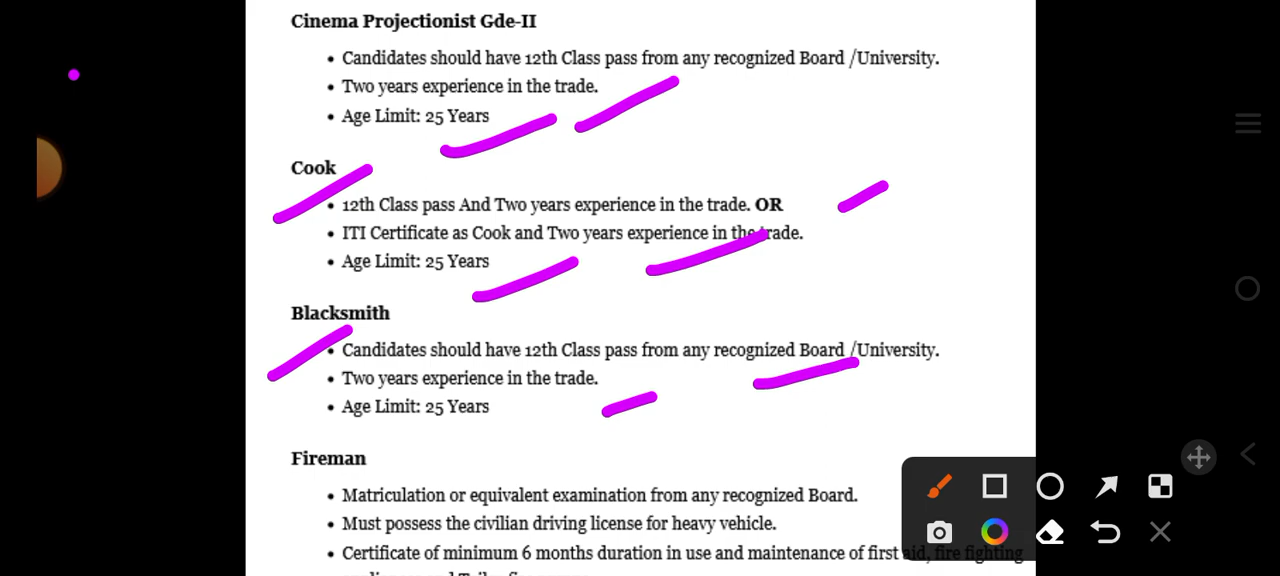 Cinema Projectionist Gde-II
• Candidates should have 12th Class pass from any recognized Board /University.
• Two years experience in the trade.
• Age Limit: 25 Years
Cook
• 12th Class pass And Two years experience in the trade. OR
• ITI Certificate as Cook and Two years experience in the trade.
• Age Limit: 25 Years
Blacksmith
• Candidates should have 12th Class pass from any recognized Board /University.
• Two years experience in the trade.
• Age Limit: 25 Years
Fireman
• Matriculation or equivalent examination from any recognized Board.
• Must possess the civilian driving license for heavy vehicle.
• Certificate of minimum 6 months duration in use and maintenance of first aid, fire fighting